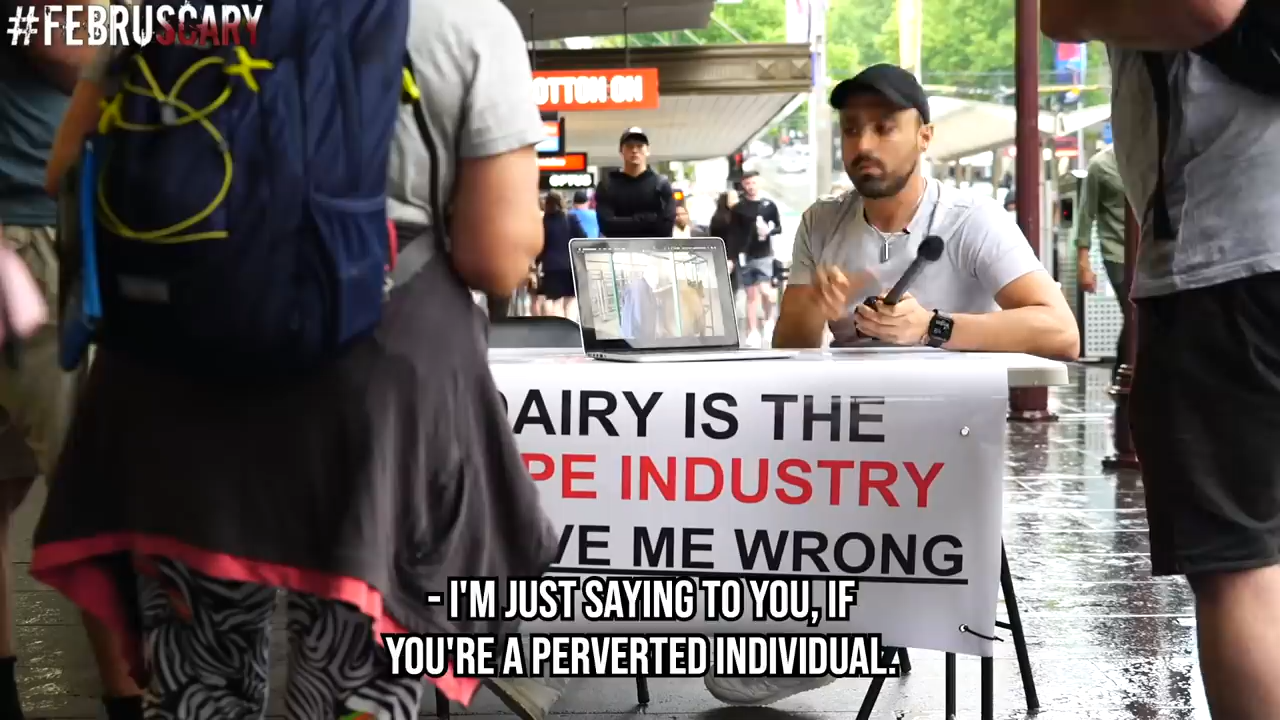 #FEBRUSCARY
OTTON ON
OPTUS
DAIRY IS THE
PE INDUSTRY
VE ME WRONG
- I'M JUST SAYING TO YOU, IF
YOU'RE A PERVERTED INDIVIDUAL.